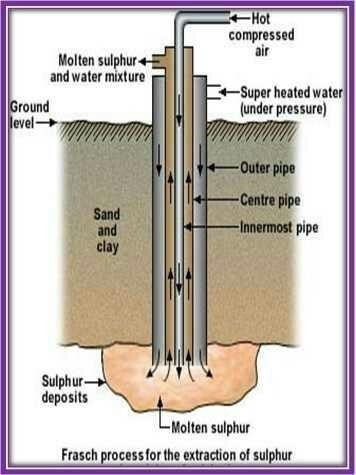 Hot
compressed
air
Molten sulphur
and water mixture
Super heated water
(under pressure)
Ground
level
Outer pipe
Centre pipe
Innermost pipe
Sand
and
clay
Sulphur
deposits
Molten sulphur
Frasch process for the extraction of sulphur